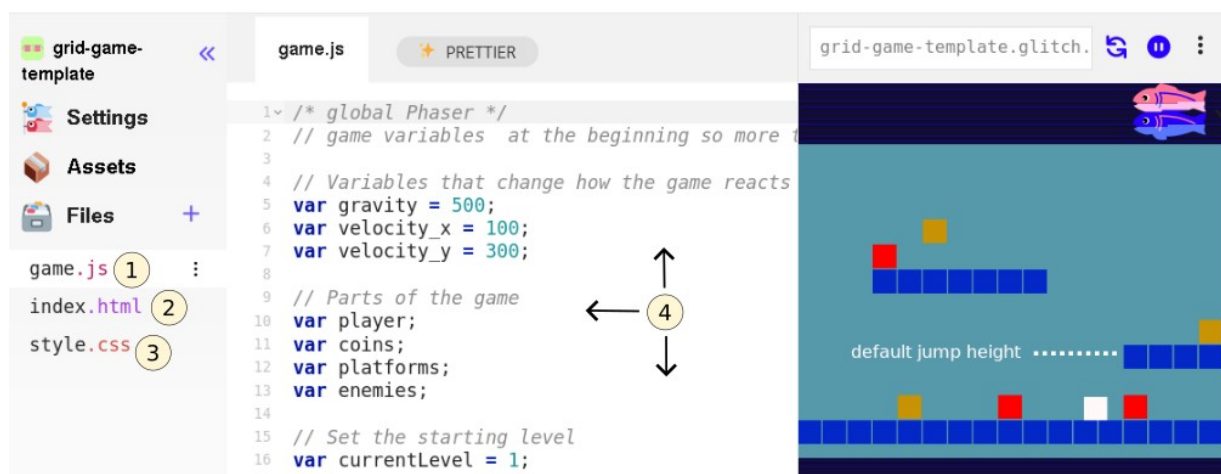 grid-game-
template
Settings
Assets
Files
game.js 1
index.html 2
style.css 3
game.js
PRETTIER
1 /* global Phaser */
2 // game variables  at the beginning so more t
3
4 // Variables that change how the game reacts
5 var gravity = 500;
6 var velocity_x = 100;
7 var velocity_y = 300;
8
9 // Parts of the game
10 var player;
11 var coins;
12 var platforms;
13 var enemies;
14
15 // Set the starting level
16 var currentLevel = 1;
4
grid-game-template.glitch.
default jump height